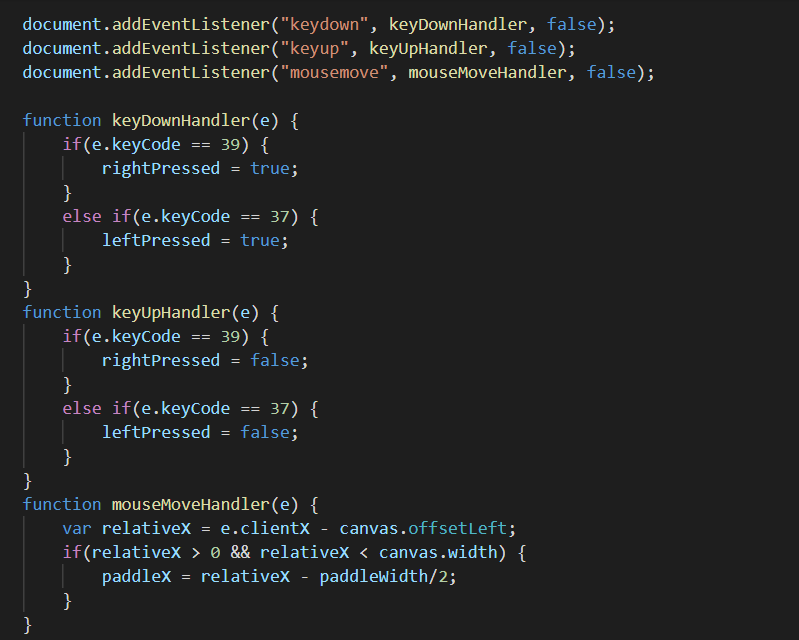 document.addEventListener("keydown", keyDownHandler, false);
document.addEventListener("keyup", keyUpHandler, false);
document.addEventListener("mousemove", mouseMoveHandler, false);

function keyDownHandler(e) {
    if(e.keyCode == 39) {
        rightPressed = true;
    }
    else if(e.keyCode == 37) {
        leftPressed = true;
    }
}
function keyUpHandler(e) {
    if(e.keyCode == 39) {
        rightPressed = false;
    }
    else if(e.keyCode == 37) {
        leftPressed = false;
    }
}
function mouseMoveHandler(e) {
    var relativeX = e.clientX - canvas.offsetLeft;
    if(relativeX > 0 && relativeX < canvas.width) {
        paddleX = relativeX - paddleWidth/2;
    }
}